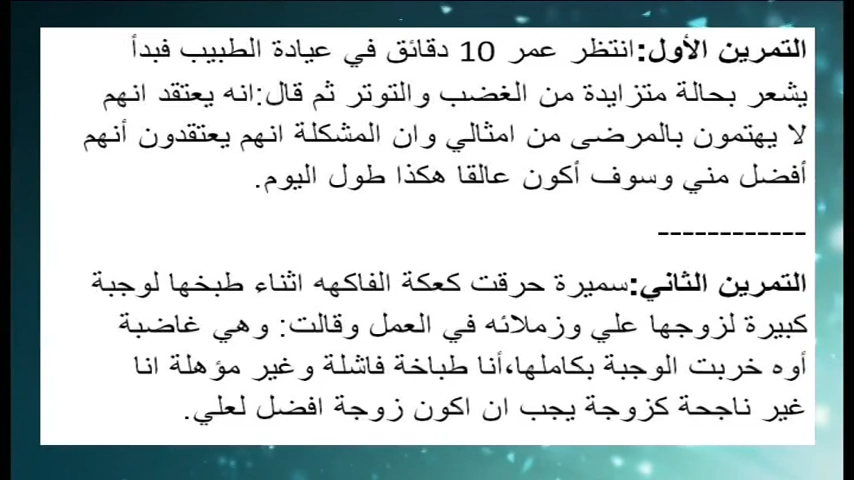 التمرين الأول:انتظر عمر 10 دقائق في عيادة الطبيب فبدأ
يشعر بحالة متزايدة من الغضب والتوتر ثم قال:انه يعتقد انهم
لا يهتمون بالمرضى من امثالي وان المشكلة انهم يعتقدون أنهم
أفضل مني وسوف أكون عالقا هكذا طول اليوم.
------------
التمرين الثاني:سميرة حرقت كعكة الفاكهه اثناء طبخها لوجبة
كبيرة لزوجها علي وزملائه في العمل وقالت: وهي غاضبة
أوه خربت الوجبة بكاملها،أنا طباخة فاشلة وغير مؤهلة انا
غير ناجحة كزوجة يجب ان اكون زوجة افضل لعلي.